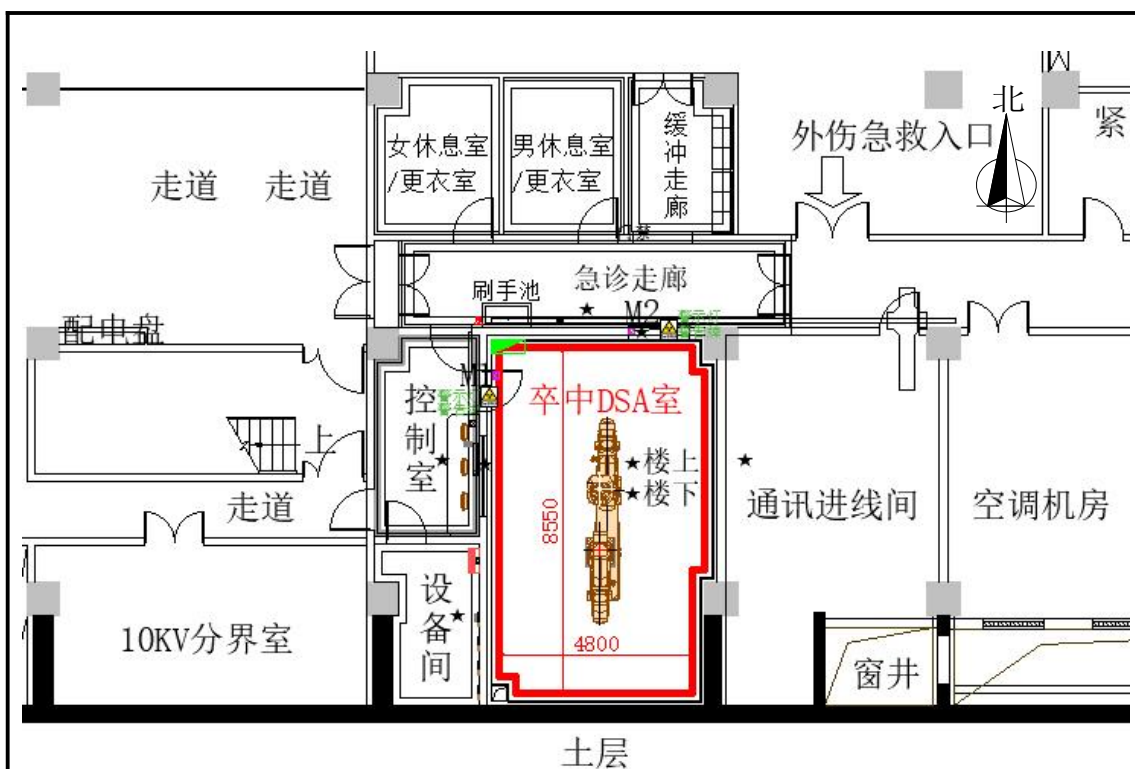 北
外伤急救入口
紧
走道
走道
女休息室
/更衣室
男休息室
/更衣室
缓冲走廊
急诊走廊
刷手池
M2
警示灯
配电盘
M1
控制室
卒中DSA室
★楼上
★楼下
上
走道
8550
通讯进线间
空调机房
设备间
10KV分界室
4800
窗井
土层